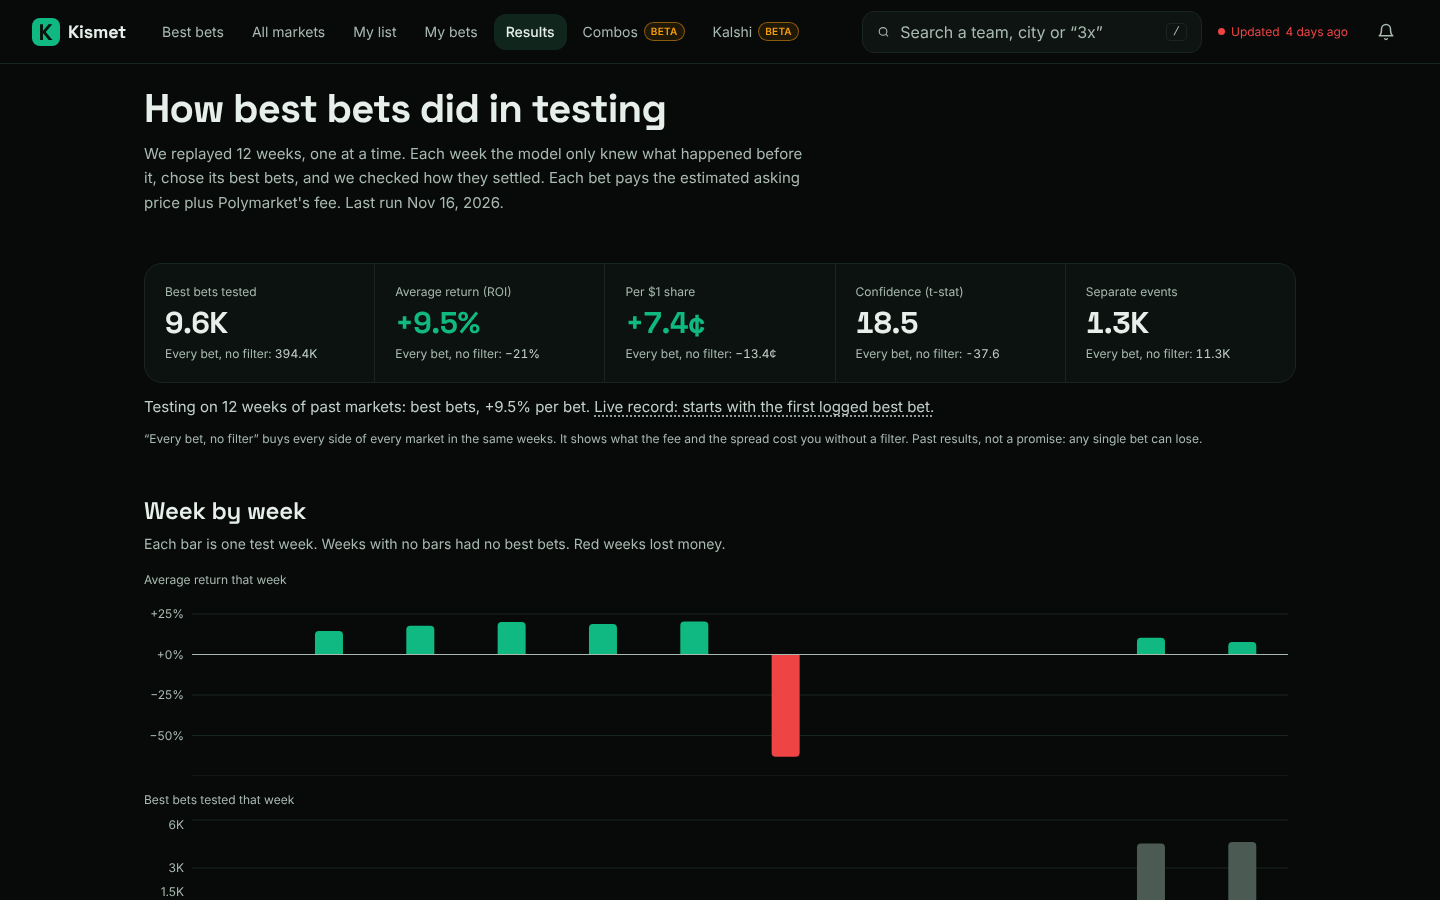 K Kismet Best bets All markets My list My bets Results Combos BETA Kalshi BETA Search a team, city or “3x” / Updated 4 days ago
How best bets did in testing
We replayed 12 weeks, one at a time. Each week the model only knew what happened before
it, chose its best bets, and we checked how they settled. Each bet pays the estimated asking
price plus Polymarket's fee. Last run Nov 16, 2026.
Best bets tested
9.6K
Every bet, no filter: 394.4K
Average return (ROI)
+9.5%
Every bet, no filter: −21%
Per $1 share
+7.4¢
Every bet, no filter: −13.4¢
Confidence (t-stat)
18.5
Every bet, no filter: -37.6
Separate events
1.3K
Every bet, no filter: 11.3K
Testing on 12 weeks of past markets: best bets, +9.5% per bet. Live record: starts with the first logged best bet.
“Every bet, no filter” buys every side of every market in the same weeks. It shows what the fee and the spread cost you without a filter. Past results, not a promise: any single bet can lose.
Week by week
Each bar is one test week. Weeks with no bars had no best bets. Red weeks lost money.
Average return that week
+25%
+0%
−25%
−50%
Best bets tested that week
6K
3K
1.5K